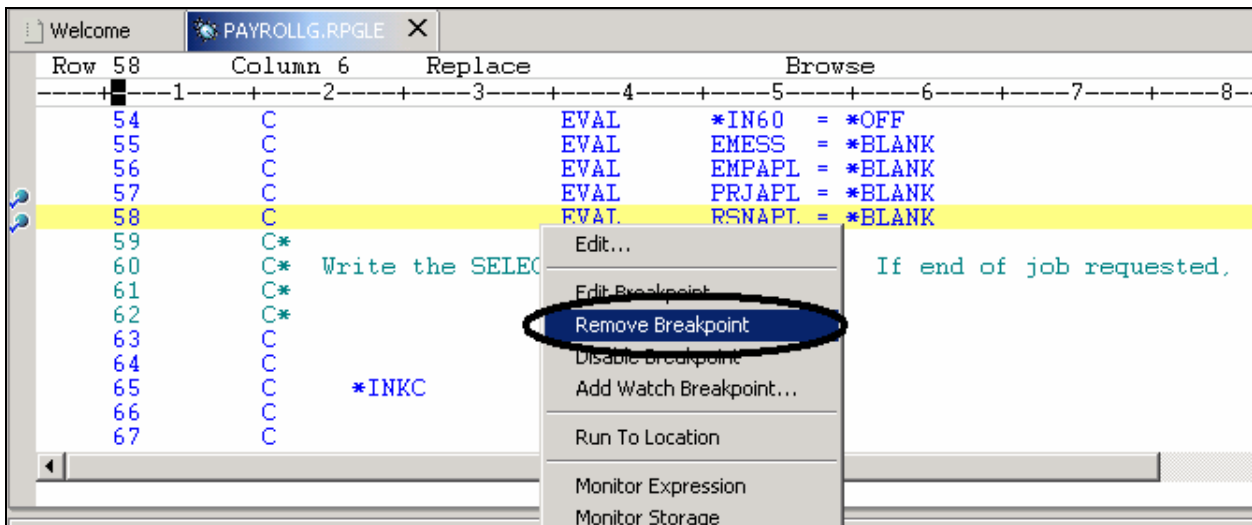 Welcome PAYROLLG.RPGLE
Row 58 Column 6 Replace Browse
-----+----1----+----2----+----3----+----4----+----5----+----6----+----7----+----8-
54 C EVAL *IN60 = *OFF
55 C EVAL EMESS = *BLANK
56 C EVAL EMPAPL = *BLANK
57 C EVAL PRJAPL = *BLANK
58 C EVAL RSNAPL = *BLANK
59 C*
Edit...
60 C* Write the SELEC If end of job requested,
61 C*
Edit Breakpoint
62 C*
Remove Breakpoint
63 C
Disable Breakpoint
64 C
65 C *INKC
Add Watch Breakpoint...
66 C
67 C
Run To Location
Monitor Expression
Monitor Storage